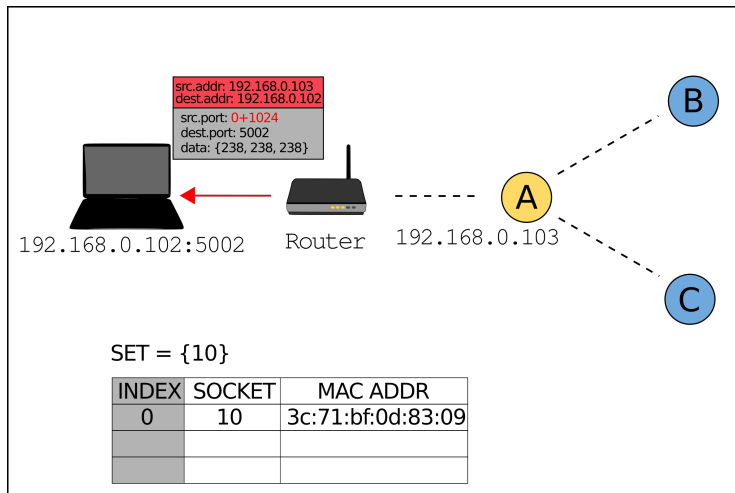 src.addr: 192.168.0.103
dest.addr: 192.168.0.102
src.port: 0+1024
dest.port: 5002
data: {238, 238, 238}
B
A
192.168.0.102:5002
Router
192.168.0.103
C
SET = {10}
INDEX SOCKET MAC ADDR
0 10 3c:71:bf:0d:83:09